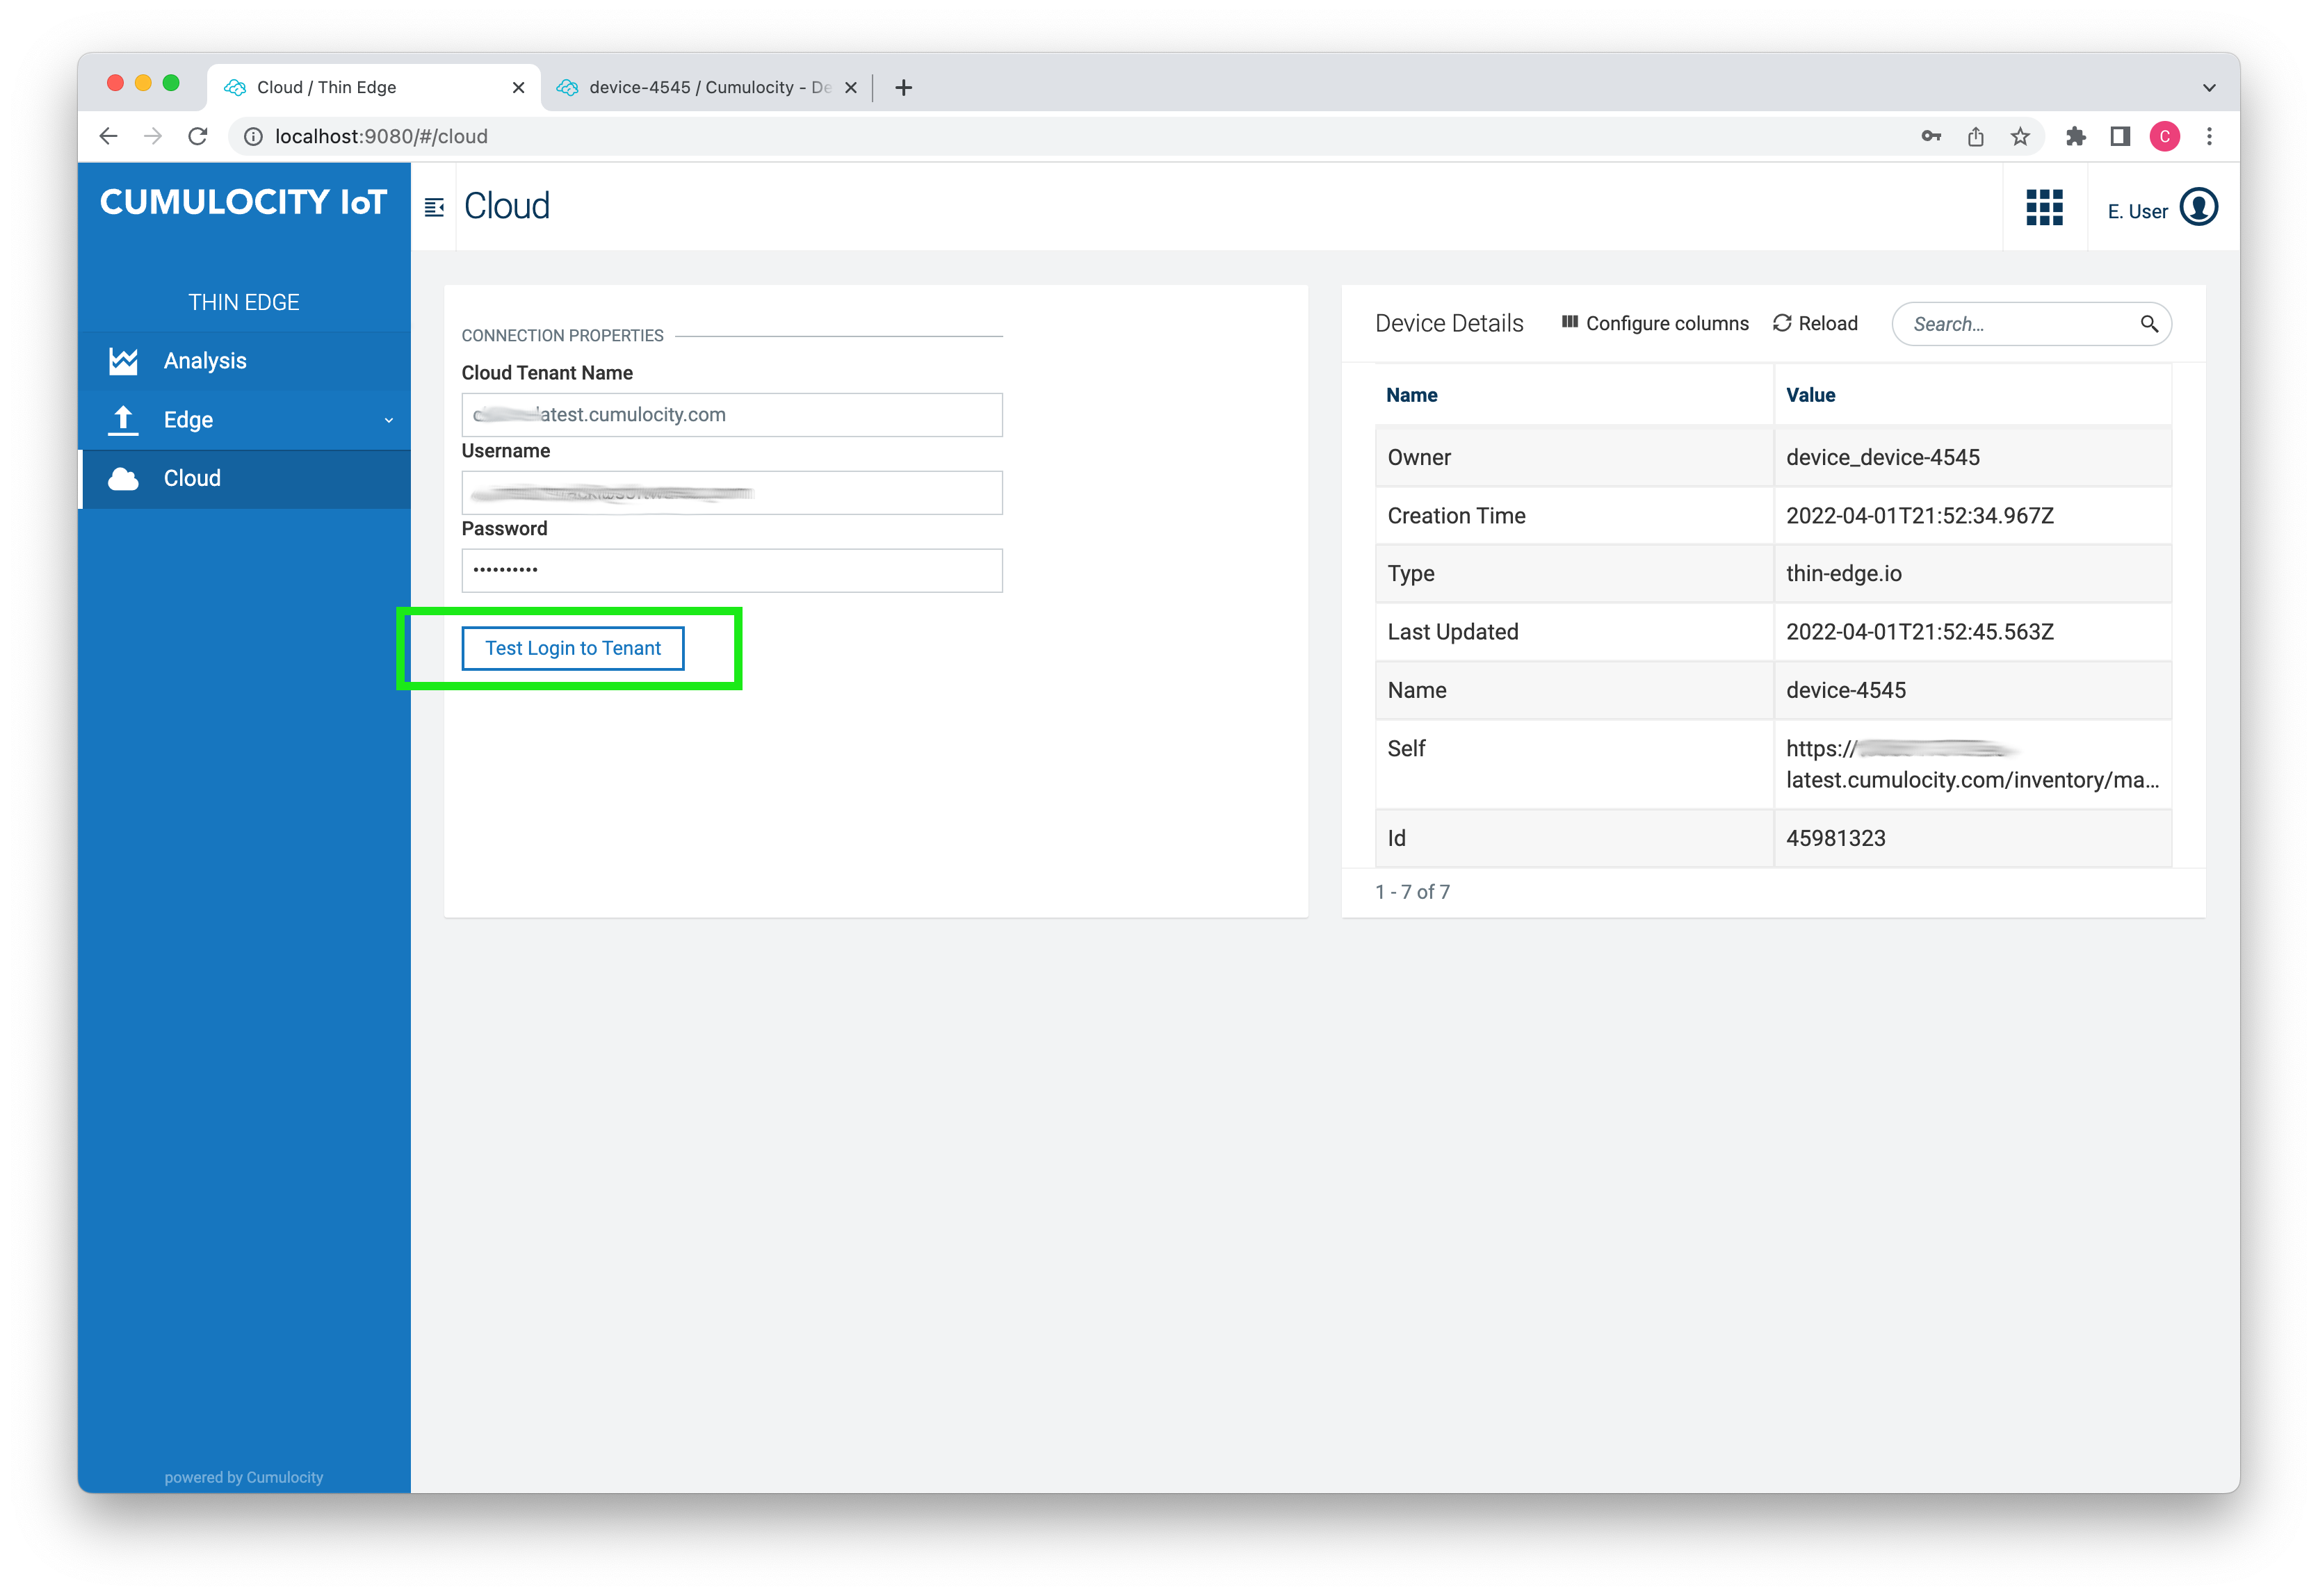 Cloud / Thin Edge
device-4545 / Cumulocity - De
localhost:9080/#/cloud
C
CUMULOCITY IoT
Cloud
E. User
THIN EDGE
Analysis
Edge
Cloud
powered by Cumulocity
CONNECTION PROPERTIES
Cloud Tenant Name
atest.cumulocity.com
Username
Password
••••••••••
Test Login to Tenant
Device Details
Configure columns
Reload
Search...
Name Value
Owner device_device-4545
Creation Time 2022-04-01T21:52:34.967Z
Type thin-edge.io
Last Updated 2022-04-01T21:52:45.563Z
Name device-4545
Self https://
latest.cumulocity.com/inventory/ma...
Id 45981323
1 - 7 of 7